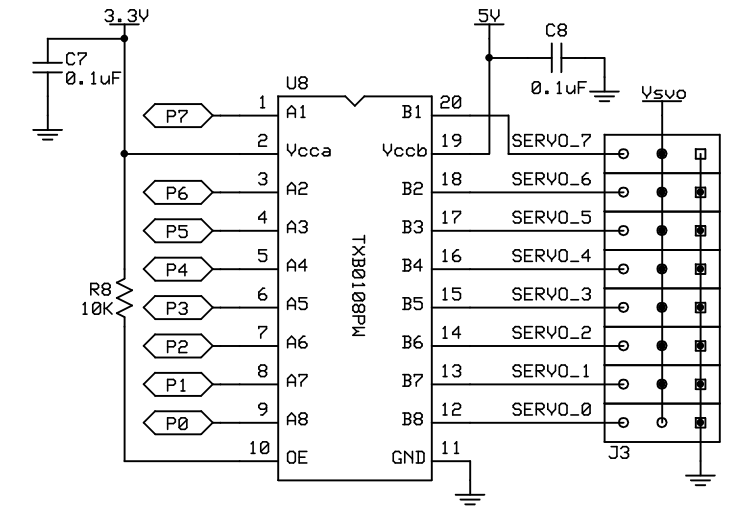 3.3V 5V
C7 0.1uF
C8 0.1uF
Vsvo
U8
1 A1 B1 20
P7
2 Vcca Vccb 19 SERVO_7
P6 3 A2 B2 18 SERVO_6
P5 4 A3 B3 17 SERVO_5
P4 5 A4 B4 16 SERVO_4
R8 10K
P3 6 A5 B5 15 SERVO_3
P2 7 A6 B6 14 SERVO_2
P1 8 A7 B7 13 SERVO_1
P0 9 A8 B8 12 SERVO_0
10 OE GND 11
TXB0108PW
J3